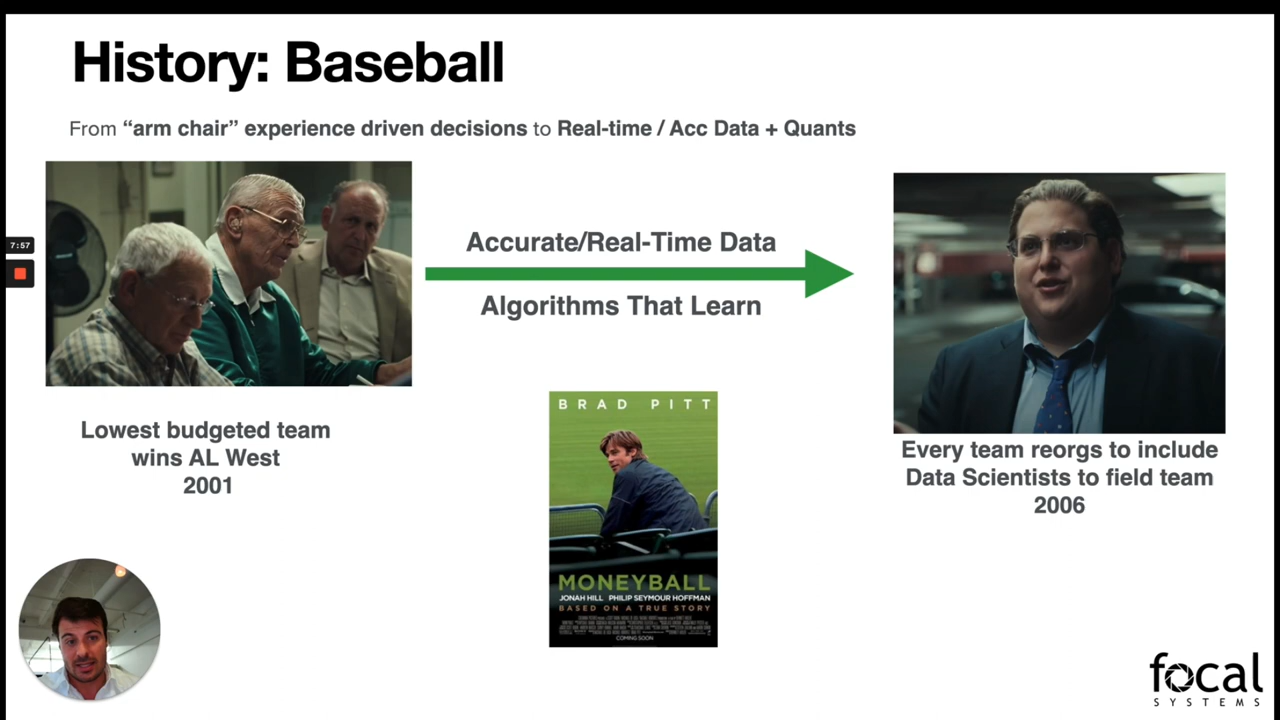 History: Baseball
From “arm chair” experience driven decisions to Real-time / Acc Data + Quants
7:57
Accurate/Real-Time Data
Algorithms That Learn
Lowest budgeted team
wins AL West
2001
BRAD PITT
MONEYBALL
JONAH HILL PHILIP SEYMOUR HOFFMAN
BASED ON A TRUE STORY
COMING SOON
Every team reorgs to include
Data Scientists to field team
2006
focal
SYSTEMS